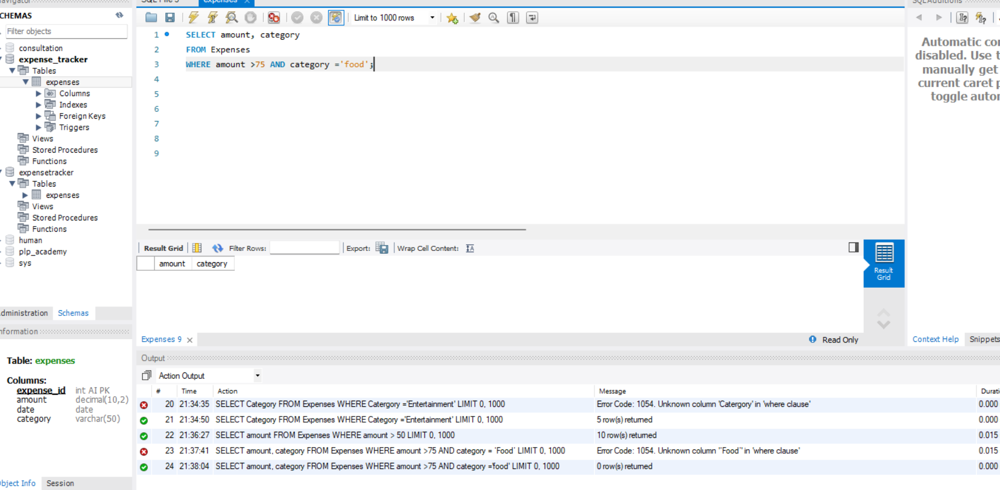 Navigator
SCHEMAS
Filter objects
consultation
expense_tracker
Tables
expenses
Columns
Indexes
Foreign Keys
Triggers
Views
Stored Procedures
Functions
expensetracker
Tables
expenses
Views
Stored Procedures
Functions
human
plp_academy
sys
dministration Schemas
nformation
Table: expenses
Columns:
expense_id int AI PK
amount decimal(10,2)
date date
category varchar(50)
bject Info Session
SQL File 3 expenses
Limit to 1000 rows
1 SELECT amount, category
2 FROM Expenses
3 WHERE amount >75 AND category ='food';
4
5
6
7
8
9
Result Grid Filter Rows: Export: Wrap Cell Content:
amount category
Result
Grid
Expenses 9 Read Only
Output
Action Output
# Time Action Message Durati
20 21:34:35 SELECT Category FROM Expenses WHERE Catergory ='Entertainment' LIMIT 0, 1000 Error Code: 1054. Unknown column 'Catergory' in 'where clause' 0.000
21 21:34:50 SELECT Category FROM Expenses WHERE Category ='Entertainment' LIMIT 0, 1000 5 row(s) returned 0.000
22 21:36:27 SELECT amount FROM Expenses WHERE amount > 50 LIMIT 0, 1000 10 row(s) returned 0.015
23 21:37:41 SELECT amount, category FROM Expenses WHERE amount >75 AND category = ‘Food’ LIMIT 0, 1000 Error Code: 1054. Unknown column '‘Food’' in 'where clause' 0.015
24 21:38:04 SELECT amount, category FROM Expenses WHERE amount >75 AND category ='food' LIMIT 0, 1000 0 row(s) returned 0.000
SQL Additions
Automatic con
disabled. Use t
manually get
current caret p
toggle autor
Context Help Snippets